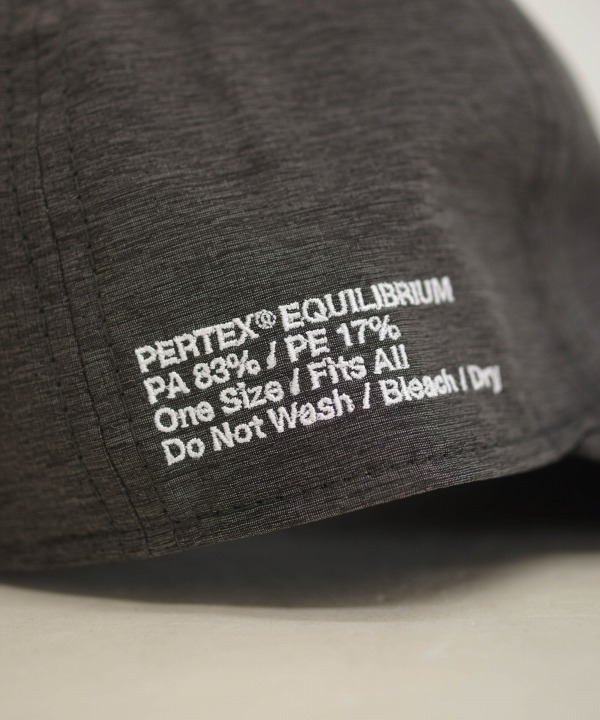 PERTEX® EQUILIBRIUM
PA 83% / PE 17%
One Size / Fits All
Do Not Wash / Bleach / Dry